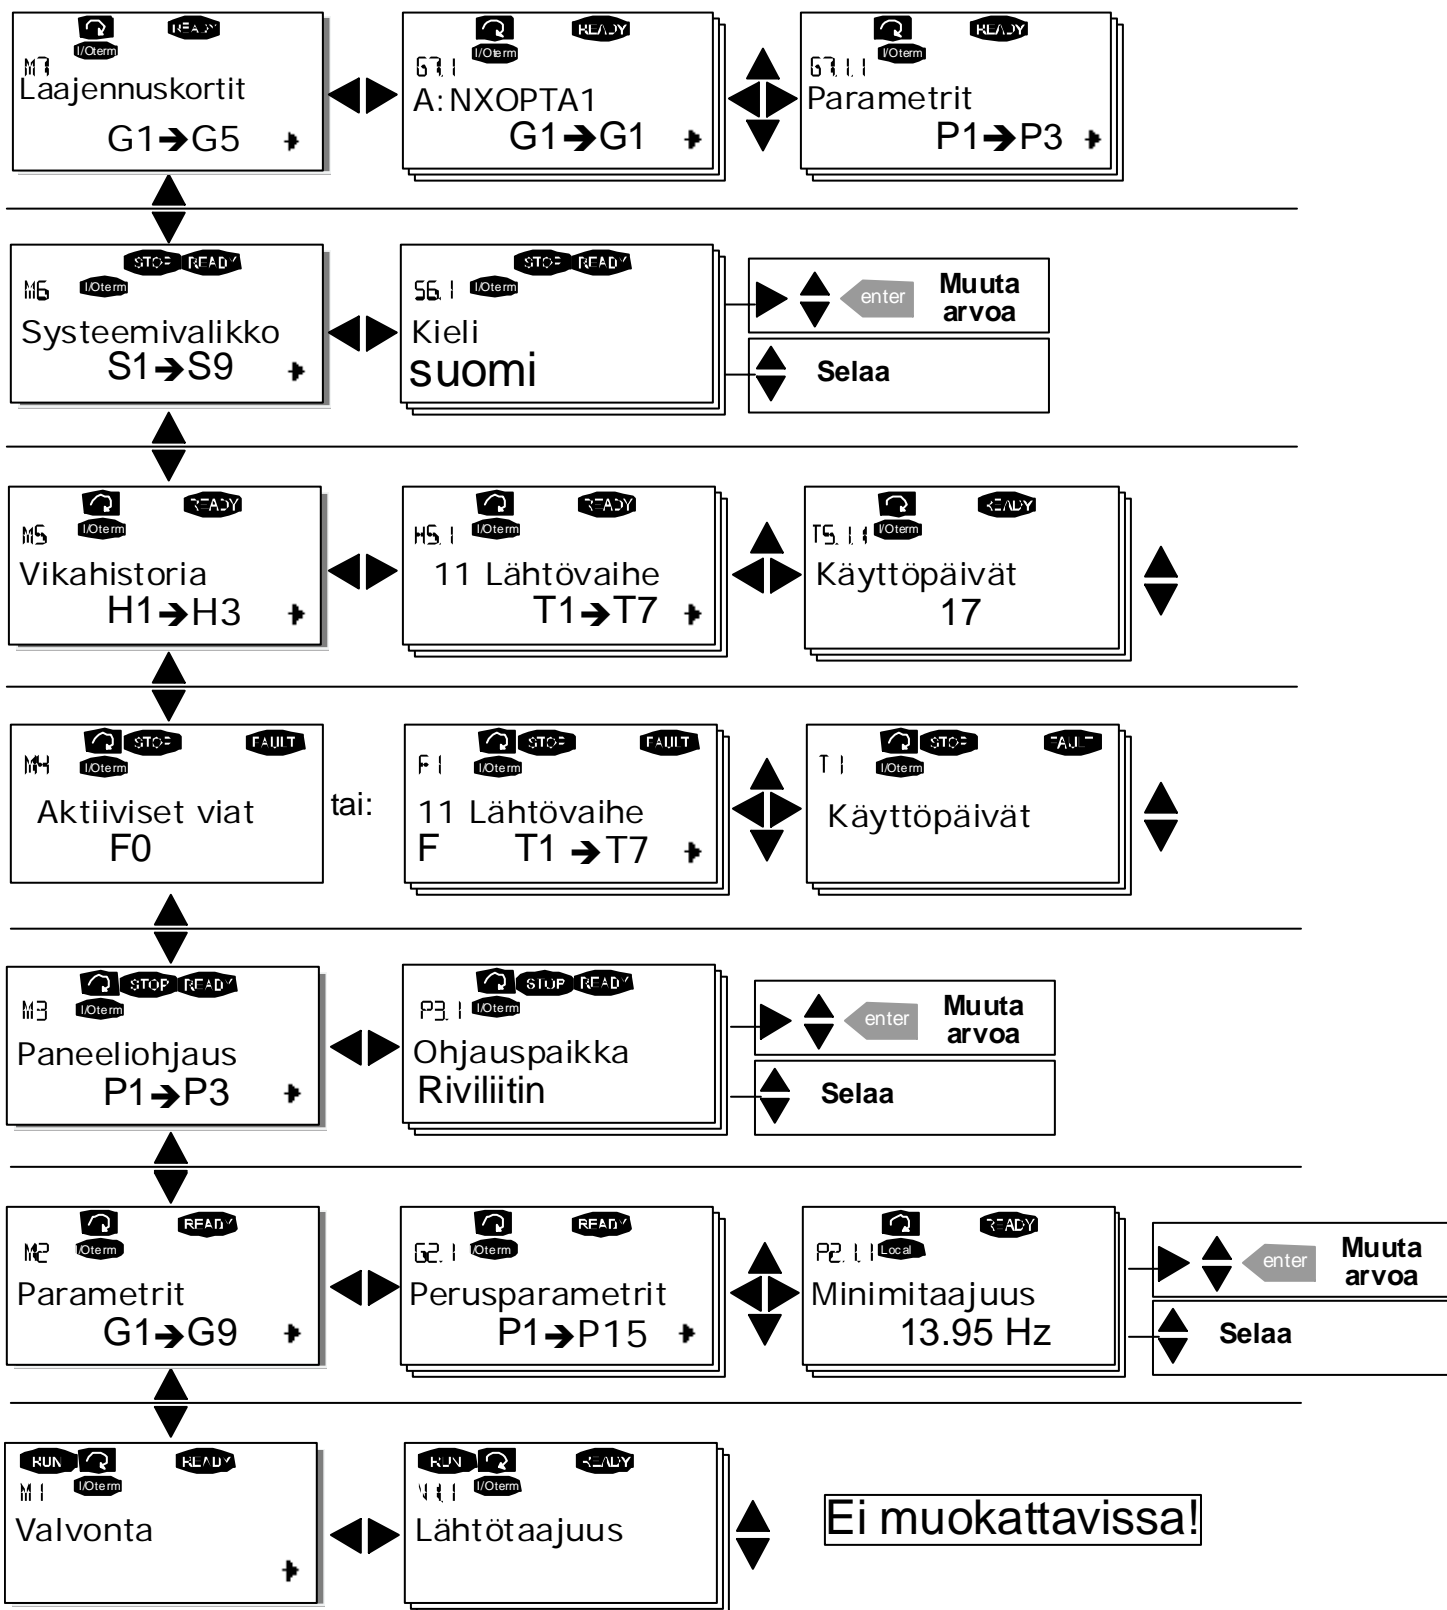 READY READY READY
I/Oterm I/Oterm I/Oterm
M7 G7.1 G7.1.1
Laajennuskortit A:NXOPTA1 Parametrit
G1➔G5 G1➔G1 P1➔P3
STOP READY STOP READY
M6 I/Oterm S6.1 I/Oterm enter Muuta arvoa
Systeemivalikko Kieli
S1➔S9 suomi Selaa
READY READY READY
M5 I/Oterm H5.1 I/Oterm T5.1.1 I/Oterm
Vikahistoria 11 Lähtövaihe Käyttöpäivät
H1➔H3 T1➔T7 17
STOP FAULT STOP FAULT STOP FAULT
M4 I/Oterm F1 I/Oterm T1 I/Oterm
Aktiiviset viat tai: 11 Lähtövaihe Käyttöpäivät
F0 F T1 ➔T7
STOP READY STOP READY
M3 I/Oterm P3.1 I/Oterm enter Muuta arvoa
Paneeliohjaus Ohjauspaikka
P1➔P3 Riviliitin Selaa
READY READY READY
M2 I/Oterm G2.1 I/Oterm P2.1.1 Local enter Muuta arvoa
Parametrit Perusparametrit Minimitaajuus
G1➔G9 P1➔P15 13.95 Hz Selaa
RUN READY RUN READY
M1 I/Oterm V1.1 I/Oterm
Valvonta Lähtötaajuus Ei muokattavissa!